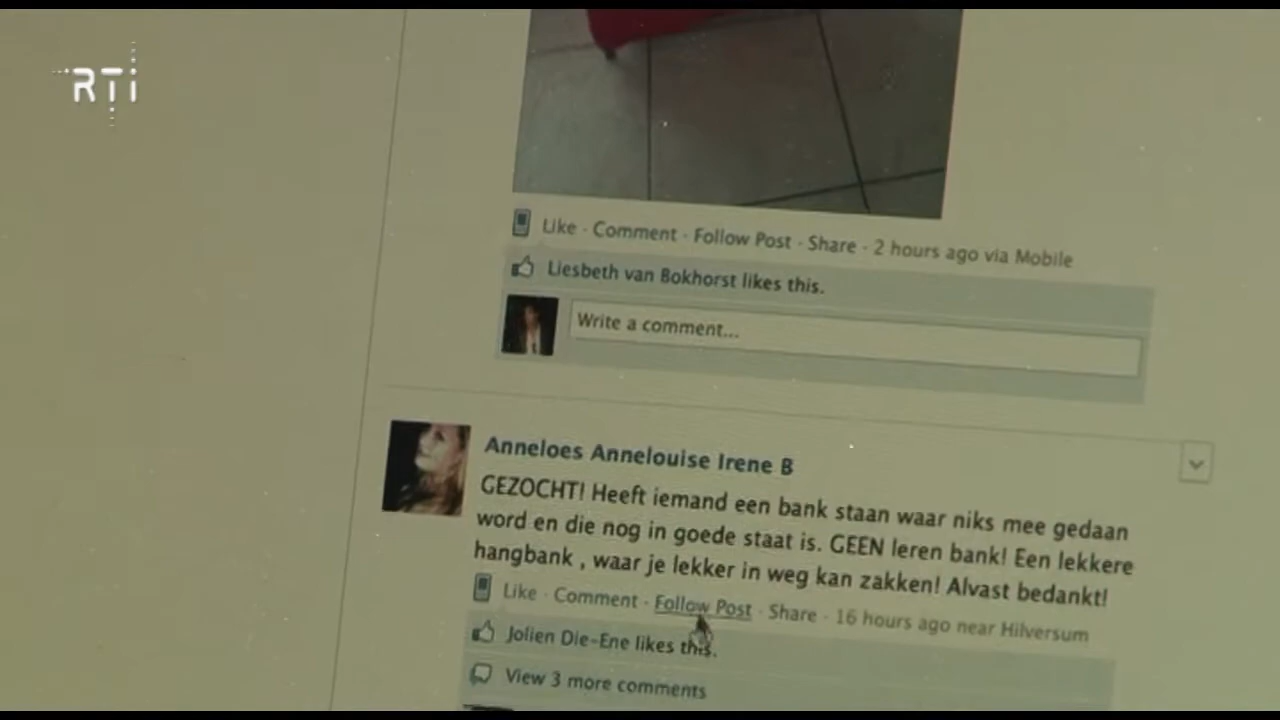 RTi
Like · Comment · Follow Post · Share · 2 hours ago via Mobile
Liesbeth van Bokhorst likes this.
Write a comment...
Anneloes Annelouise Irene B
GEZOCHT! Heeft iemand een bank staan waar niks mee gedaan
word en die nog in goede staat is. GEEN leren bank! Een lekkere
hangbank , waar je lekker in weg kan zakken! Alvast bedankt!
Like · Comment · Follow Post · Share · 16 hours ago near Hilversum
Jolien Die-Ene likes this.
View 3 more comments